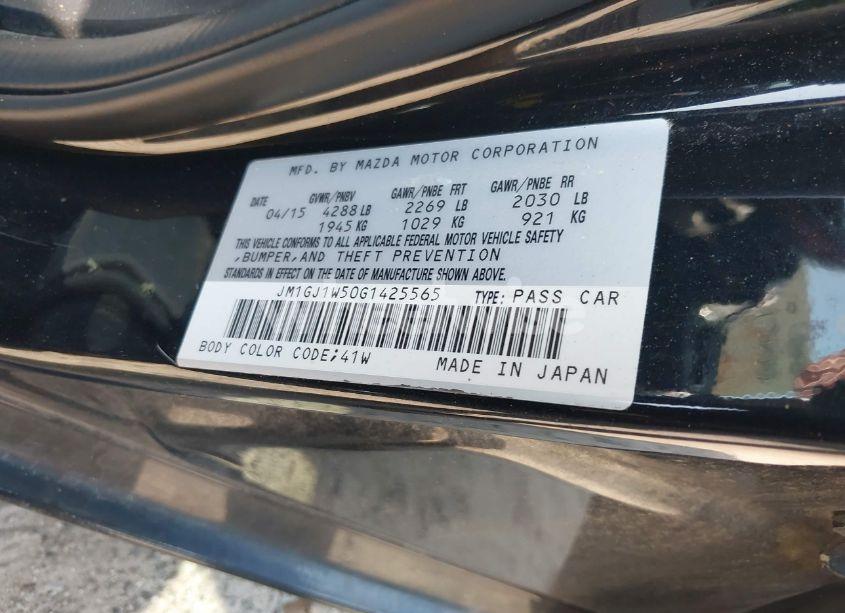 MFD. BY MAZDA MOTOR CORPORATION
DATE GVWR/PNBV GAWR/PNBE FRT GAWR/PNBE RR
04/15 4288 LB 2269 LB 2030 LB
1945 KG 1029 KG 921 KG
THIS VEHICLE CONFORMS TO ALL APPLICABLE FEDERAL MOTOR VEHICLE SAFETY
,BUMPER,AND THEFT PREVENTION
STANDARDS IN EFFECT ON THE DATE OF MANUFACTURE SHOWN ABOVE.
JM1GJ1W50G1425565 TYPE: PASS CAR
BODY COLOR CODE;41W MADE IN JAPAN